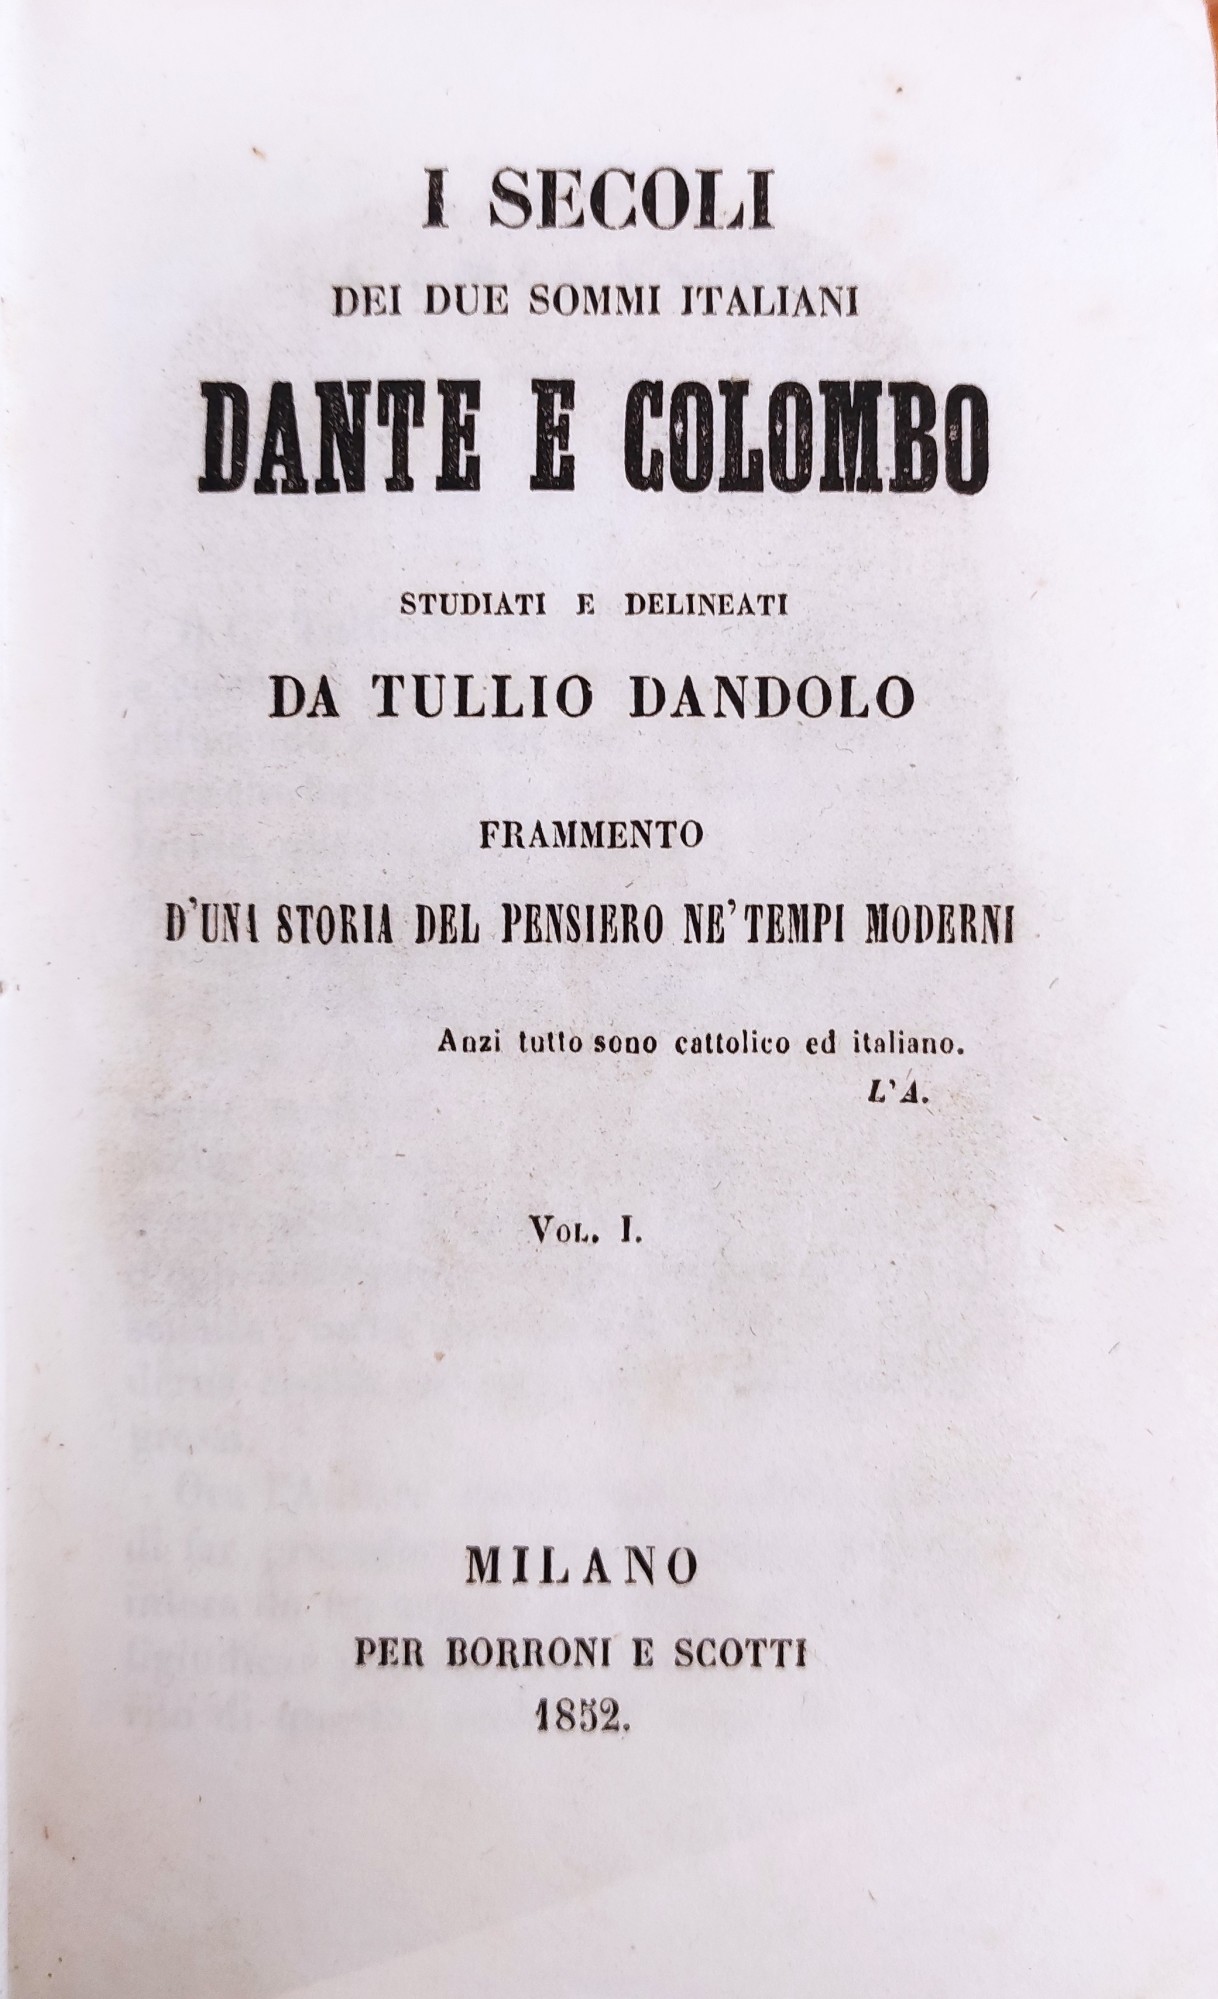 I SECOLI
DEI DUE SOMMI ITALIANI
DANTE E COLOMBO
STUDIATI E DELINEATI
DA TULLIO DANDOLO
FRAMMENTO
D'UNA STORIA DEL PENSIERO NE' TEMPI MODERNI
Anzi tutto sono cattolico ed italiano.
L'A.
VOL. I.
MILANO
PER BORRONI E SCOTTI
1852.